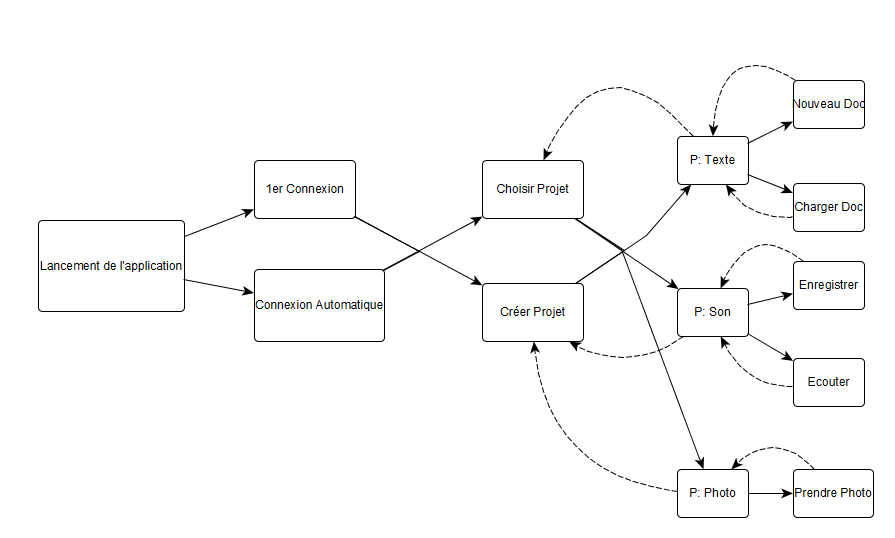 Lancement de l'application
1er Connexion
Connexion Automatique
Choisir Projet
Créer Projet
P: Texte
P: Son
P: Photo
Nouveau Doc
Charger Doc
Enregistrer
Ecouter
Prendre Photo